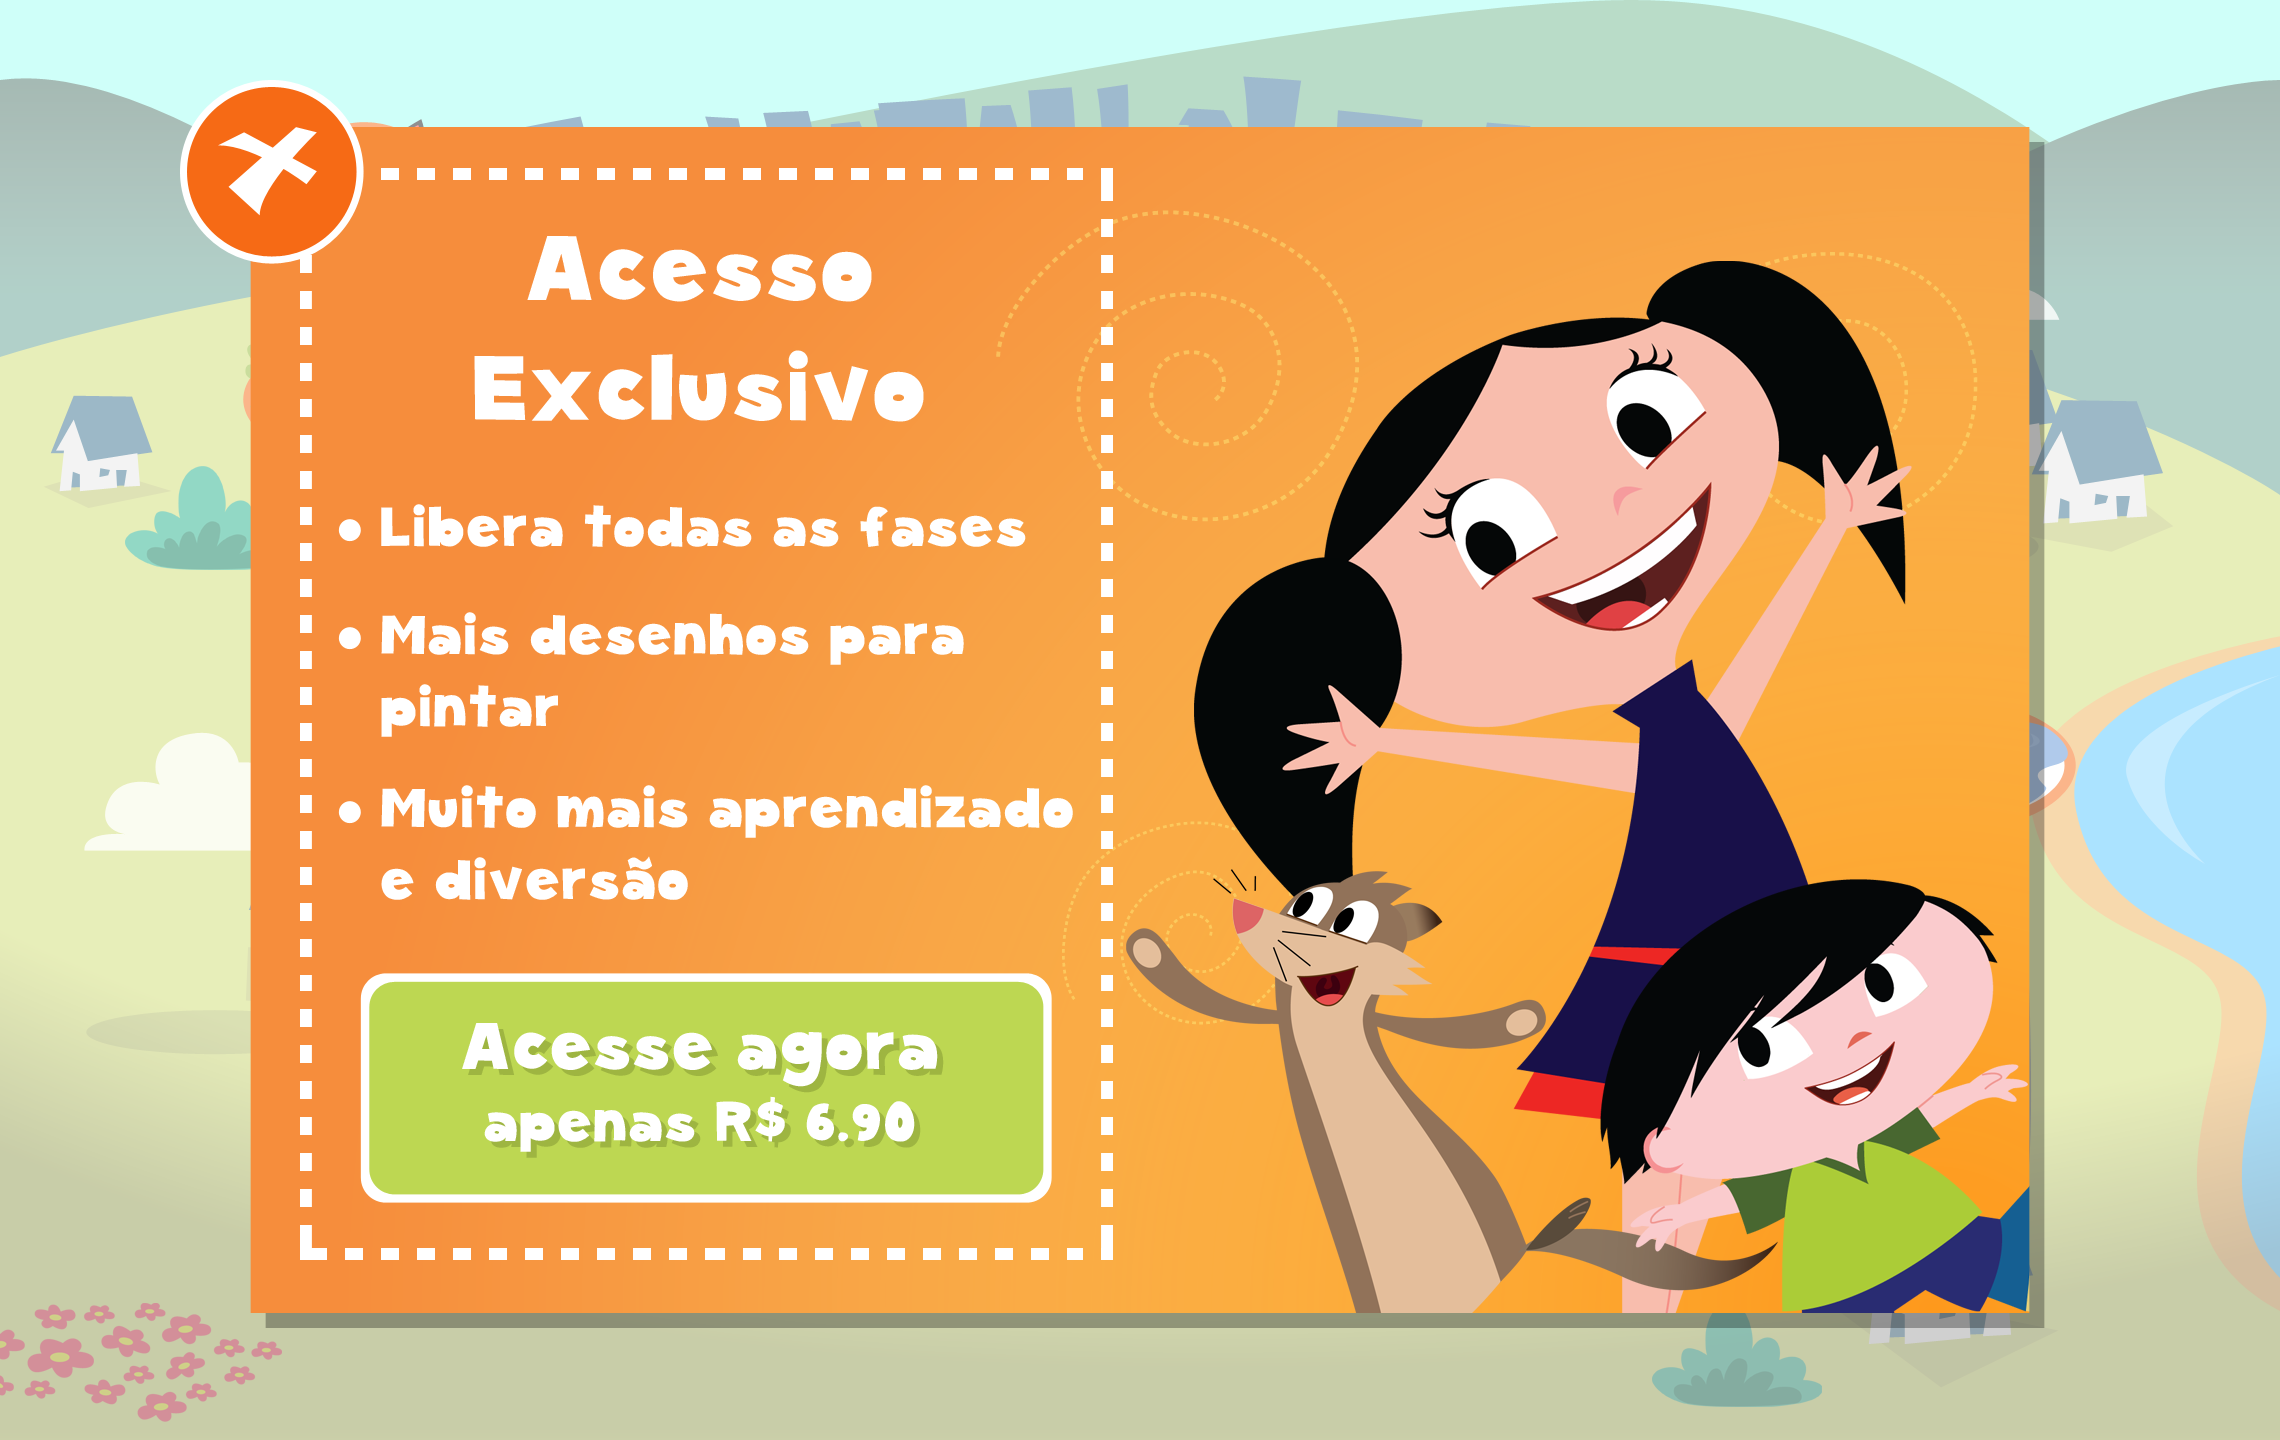 Acesso
Exclusivo
• Libera todas as fases
• Mais desenhos para
pintar
• Muito mais aprendizado
e diversão
Acesse agora
apenas R$ 6.90